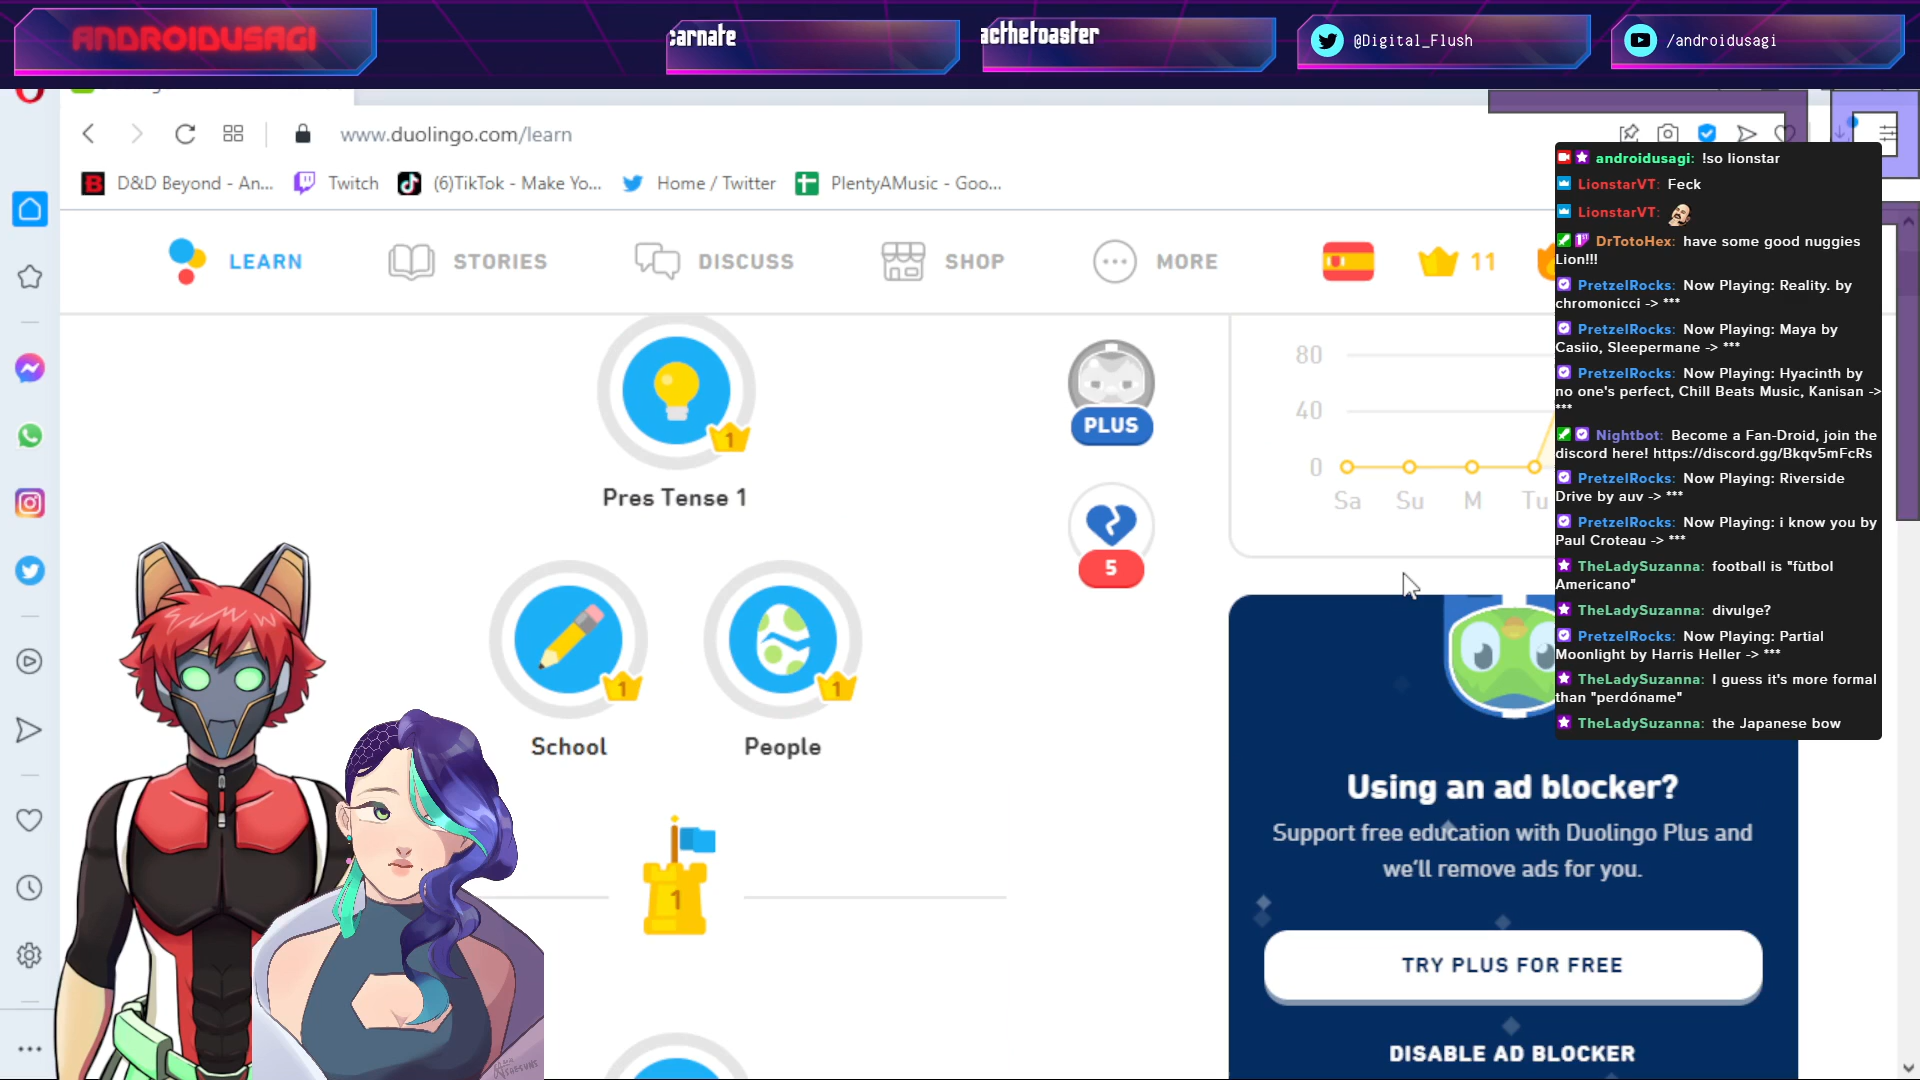 ANDROIDUSAGI
carnate
acthetoaster
@Digital_Flush
/androidusagi
www.duolingo.com/learn
D&D Beyond - An...
Twitch
(6)TikTok - Make Yo...
Home / Twitter
PlentyAMusic - Goo...
LEARN
STORIES
DISCUSS
SHOP
MORE
11
1
Pres Tense 1
PLUS
5
80
40
0
Sa
Su
M
Tu
1
School
1
People
1
Using an ad blocker?
Support free education with Duolingo Plus and
we'll remove ads for you.
TRY PLUS FOR FREE
DISABLE AD BLOCKER
androidusagi: !so lionstar
LionstarVT: Feck
LionstarVT:
DrTotoHex: have some good nuggies
Lion!!!
PretzelRocks: Now Playing: Reality. by
chromonicci -> ***
PretzelRocks: Now Playing: Maya by
Casiio, Sleepermane -> ***
PretzelRocks: Now Playing: Hyacinth by
no one's perfect, Chill Beats Music, Kanisan ->
***
Nightbot: Become a Fan-Droid, join the
discord here! https://discord.gg/Bkqv5mFcRs
PretzelRocks: Now Playing: Riverside
Drive by auv -> ***
PretzelRocks: Now Playing: i know you by
Paul Croteau -> ***
TheLadySuzanna: football is "fùtbol
Americano"
TheLadySuzanna: divulge?
PretzelRocks: Now Playing: Partial
Moonlight by Harris Heller -> ***
TheLadySuzanna: I guess it's more formal
than "perdóname"
TheLadySuzanna: the Japanese bow